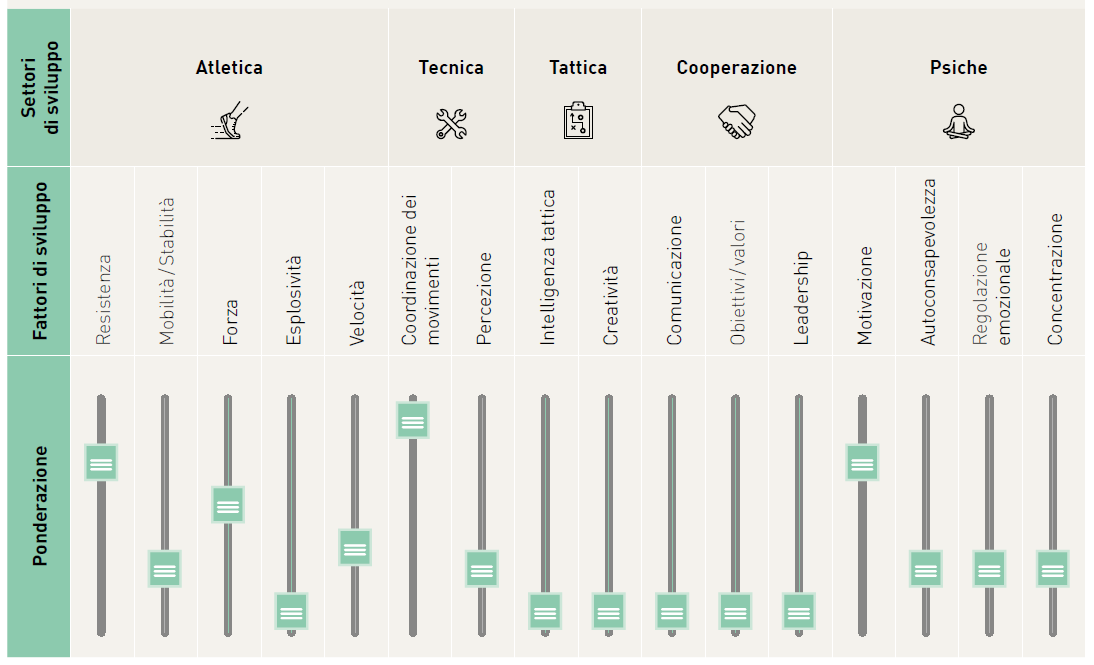 Settori
di sviluppo
Atletica
Tecnica
Tattica
Cooperazione
Psiche
Fattori di sviluppo
Resistenza
Mobilità / Stabilità
Forza
Esplosività
Velocità
Coordinazione dei
movimenti
Percezione
Intelligenza tattica
Creatività
Comunicazione
Obiettivi / valori
Leadership
Motivazione
Autoconsapevolezza
Regolazione
emozionale
Concentrazione
Ponderazione